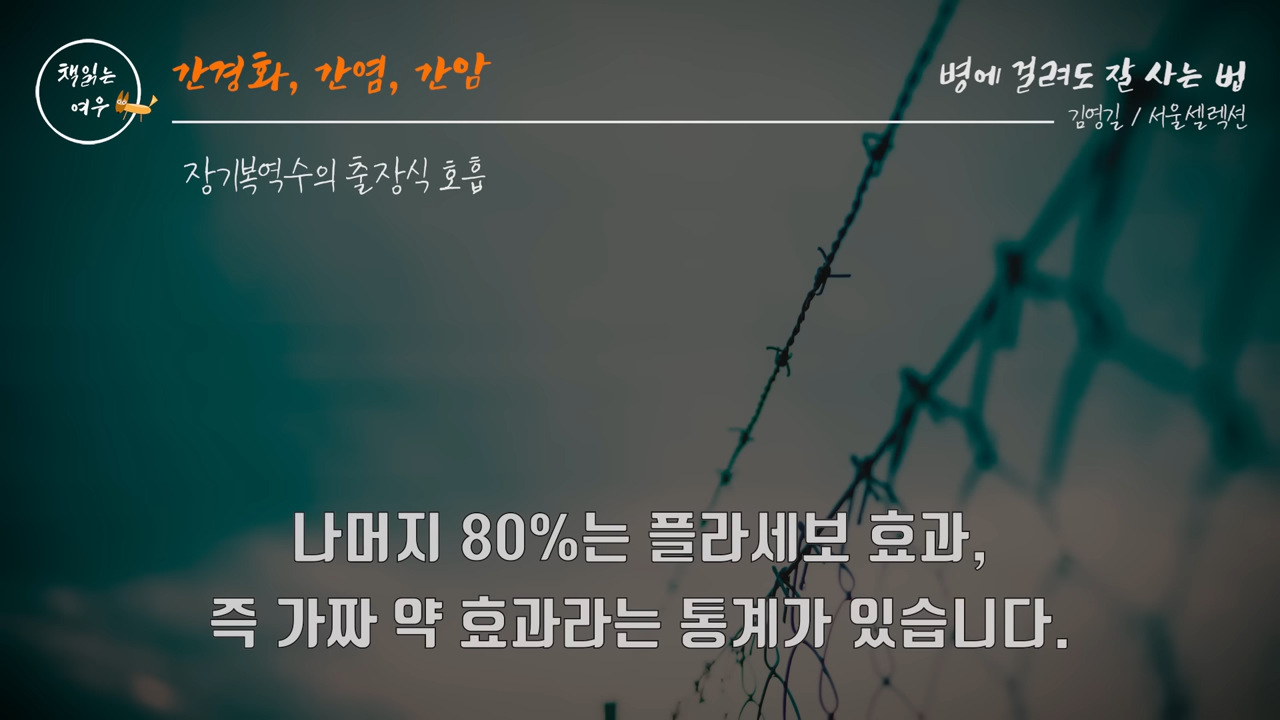 책읽는
여우
간경화, 간염, 간암
병에 걸려도 잘 사는 법
김영길 / 서울셀렉션
장기복역수의 출장식 호흡
나머지 80%는 플라세보 효과,
즉 가짜 약 효과라는 통계가 있습니다.